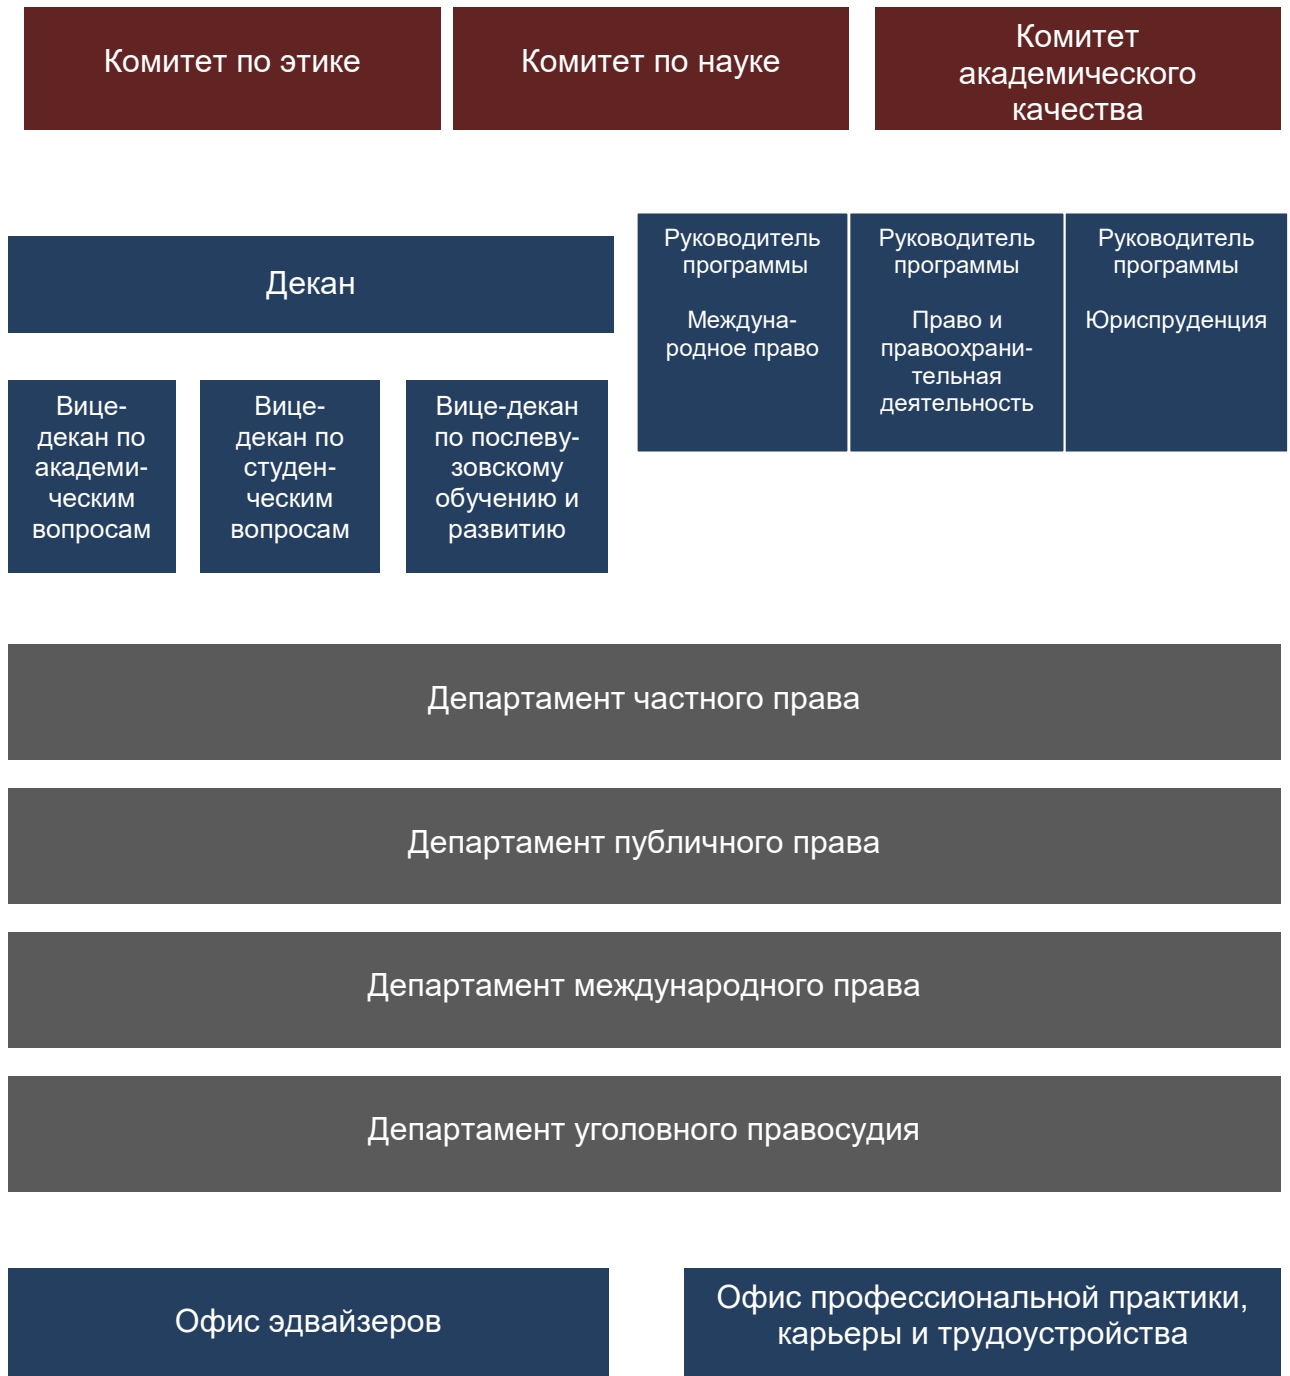 Комитет по этике
Комитет по науке
Комитет
академического
качества
Декан
Руководитель
программы
Междуна-
родное право
Руководитель
программы
Право и
правоохрани-
тельная
деятельность
Руководитель
программы
Юриспруденция
Вице-
декан по
академи-
ческим
вопросам
Вице-
декан по
студен-
ческим
вопросам
Вице-декан
по послеву-
зовскому
обучению и
развитию
Департамент частного права
Департамент публичного права
Департамент международного права
Департамент уголовного правосудия
Офис эдвайзеров
Офис профессиональной практики,
карьеры и трудоустройства